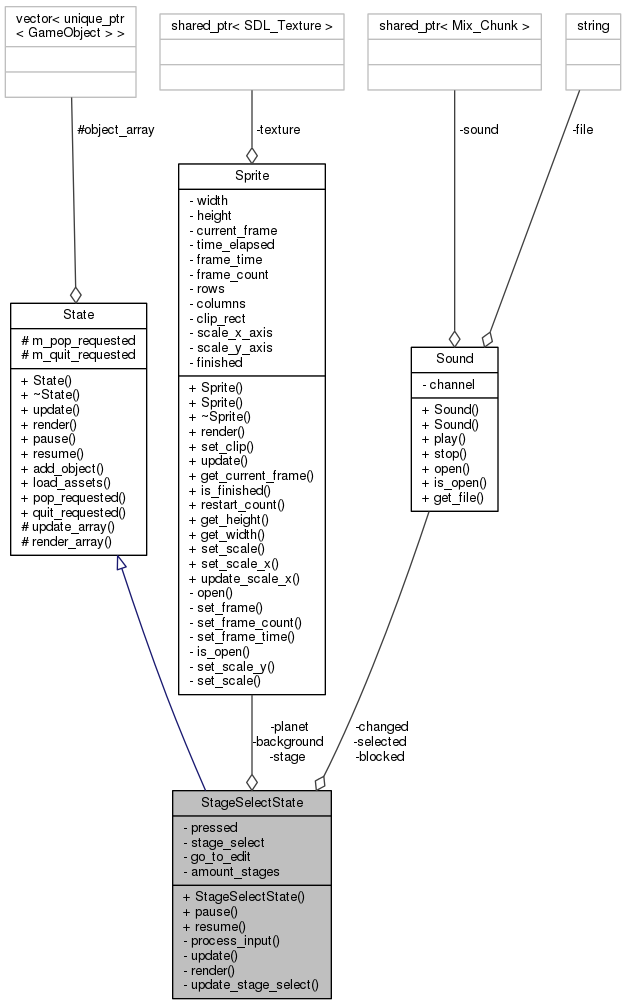 vector< unique_ptr
< GameObject > >
shared_ptr< SDL_Texture >
shared_ptr< Mix_Chunk >
string
#object_array
-texture
-sound
-file
Sprite
- width
- height
- current_frame
- time_elapsed
- frame_time
- frame_count
- rows
- columns
- clip_rect
- scale_x_axis
- scale_y_axis
- finished
+ Sprite()
+ Sprite()
+ ~Sprite()
+ render()
+ set_clip()
+ update()
+ get_current_frame()
+ is_finished()
+ restart_count()
+ get_height()
+ get_width()
+ set_scale()
+ set_scale_x()
+ update_scale_x()
- open()
- set_frame()
- set_frame_count()
- set_frame_time()
- is_open()
- set_scale_y()
- set_scale()
State
# m_pop_requested
# m_quit_requested
+ State()
+ ~State()
+ update()
+ render()
+ pause()
+ resume()
+ add_object()
+ load_assets()
+ pop_requested()
+ quit_requested()
# update_array()
# render_array()
Sound
- channel
+ Sound()
+ Sound()
+ play()
+ stop()
+ open()
+ is_open()
+ get_file()
-planet
-background
-stage
-changed
-selected
-blocked
StageSelectState
- pressed
- stage_select
- go_to_edit
- amount_stages
+ StageSelectState()
+ pause()
+ resume()
- process_input()
- update()
- render()
- update_stage_select()